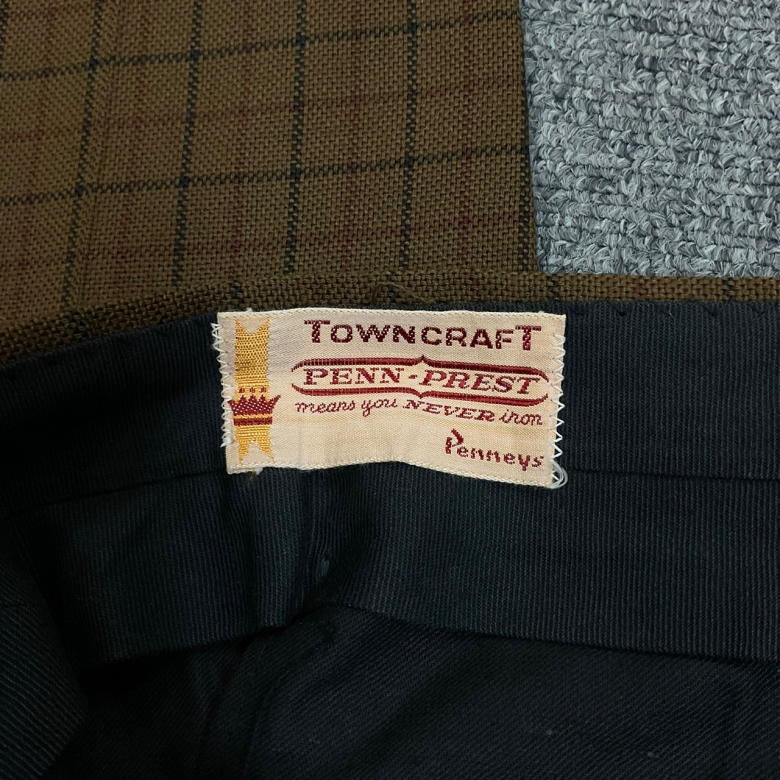 TOWNCRAFT
PENN-PREST
means you NEVER iron
Penneys